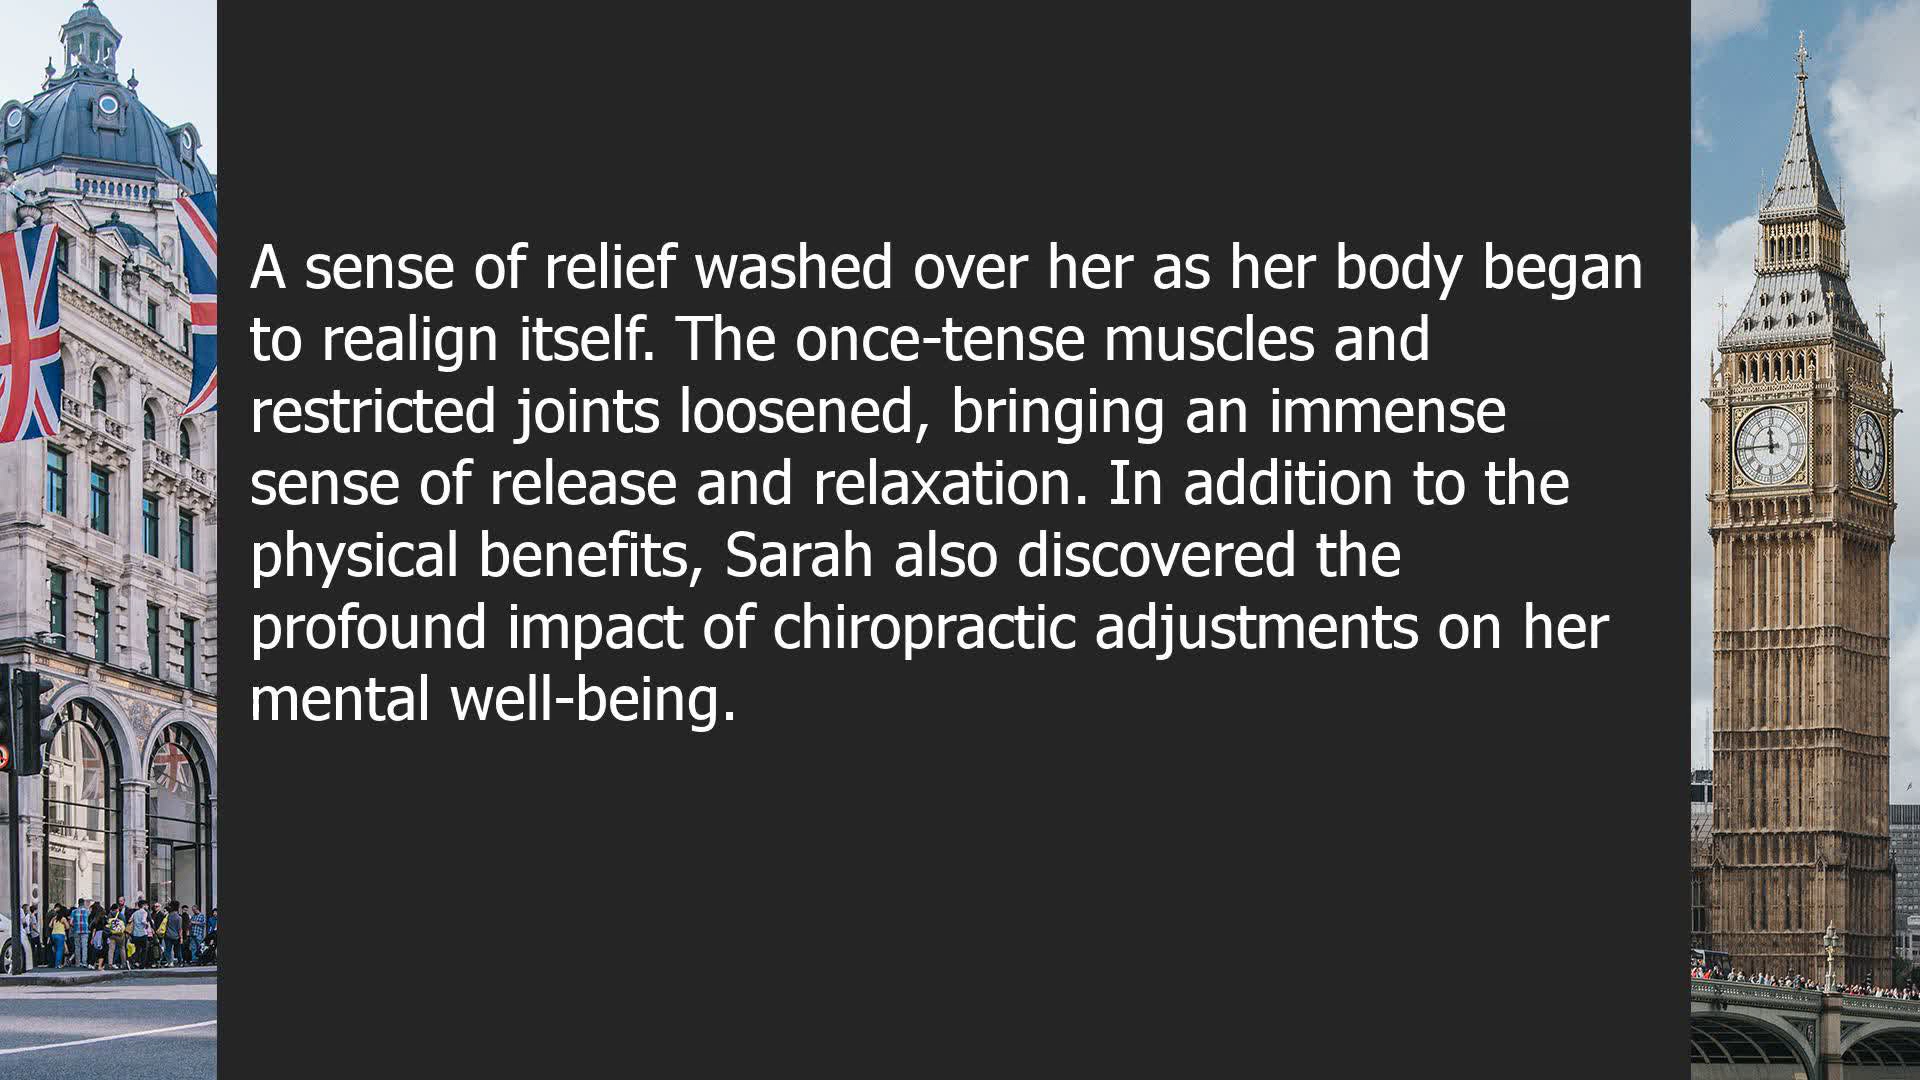 A sense of relief washed over her as her body began
to realign itself. The once-tense muscles and
restricted joints loosened, bringing an immense
sense of release and relaxation. In addition to the
physical benefits, Sarah also discovered the
profound impact of chiropractic adjustments on her
mental well-being.